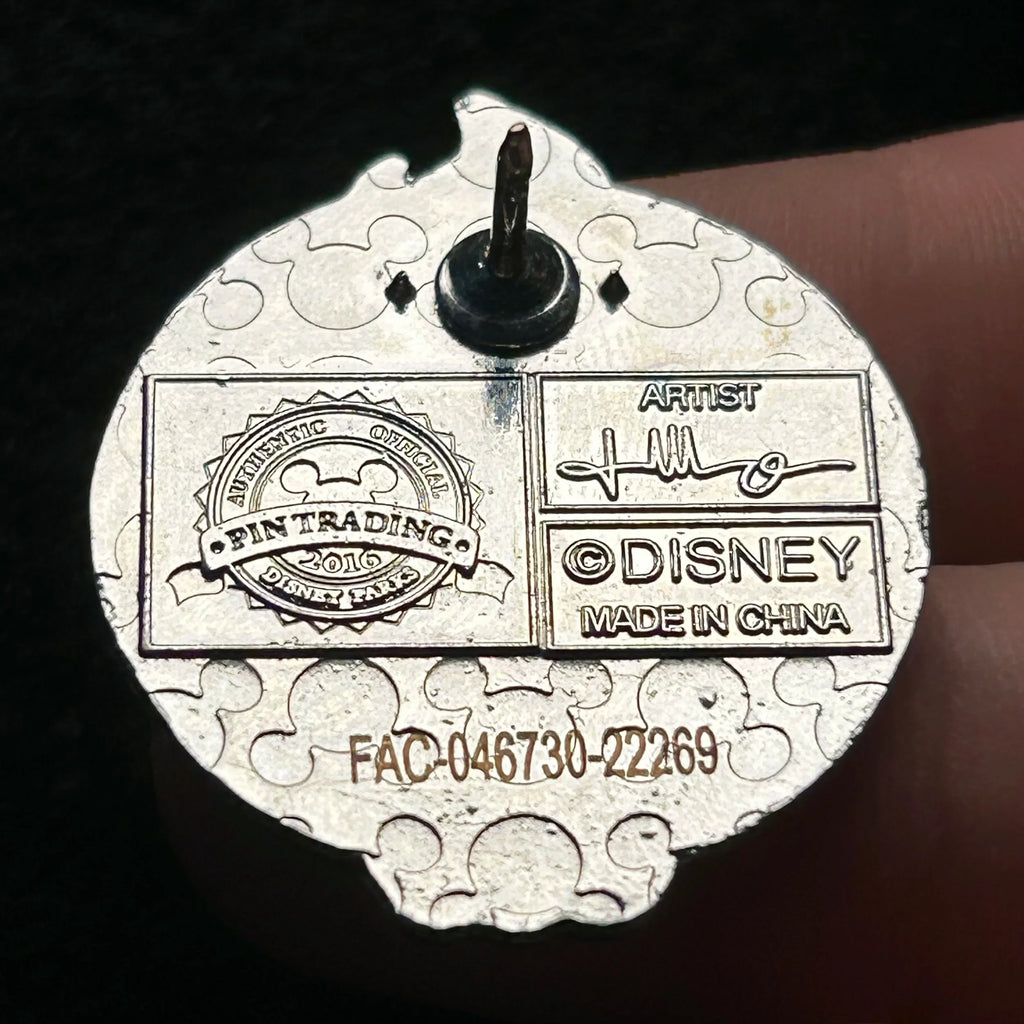 AUTHENTIC OFFICIAL
PIN TRADING
2016
DISNEY PARKS
ARTIST
©DISNEY
MADE IN CHINA
FAC-046730-22269